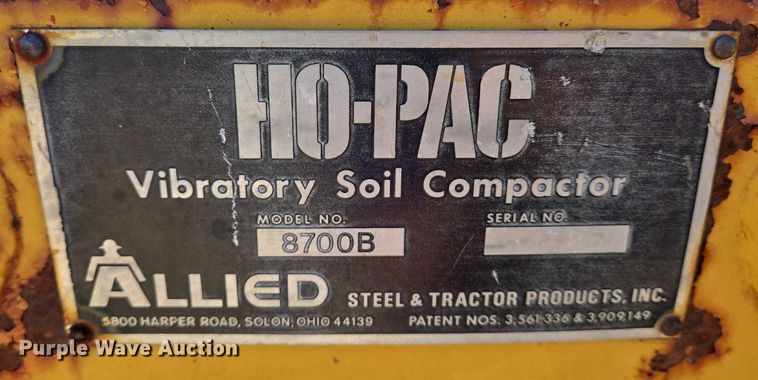 HO-PAC
Vibratory Soil Compactor
MODEL NO. SERIAL NO.
8700B
ALLIED STEEL & TRACTOR PRODUCTS, INC.
5800 HARPER ROAD, SOLON, OHIO 44139 PATENT NOS. 3,561,336 & 3,909,149
Purple Wave Auction